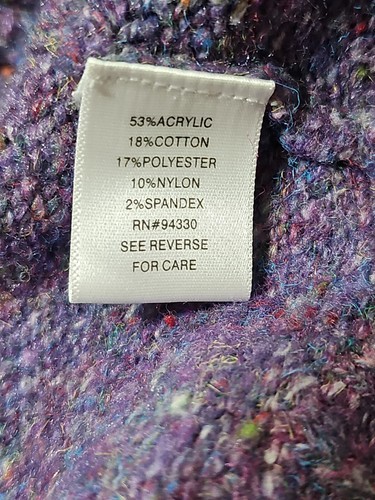 53%ACRYLIC
18%COTTON
17%POLYESTER
10%NYLON
2%SPANDEX
RN#94330
SEE REVERSE
FOR CARE